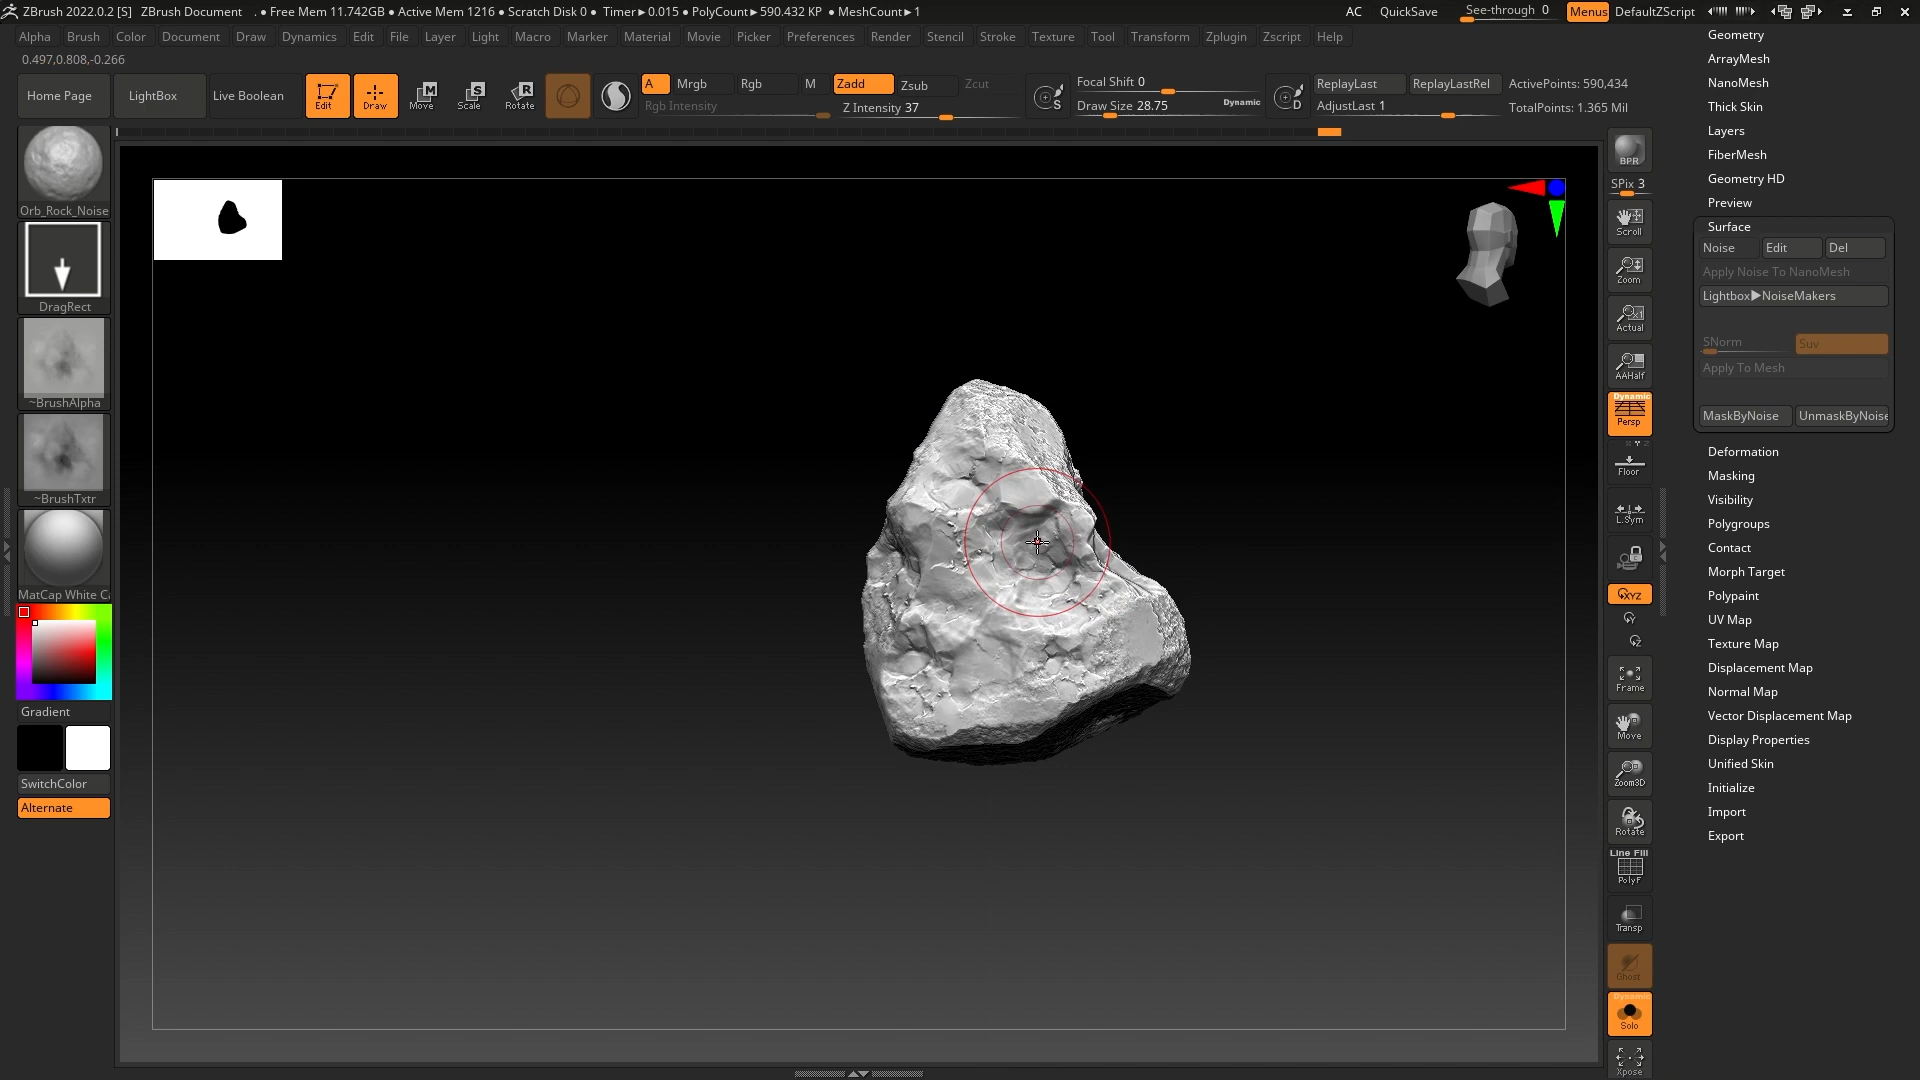 ZBrush 2022.0.2 [S] ZBrush Document . ● Free Mem 11.742GB ● Active Mem 1216 ● Scratch Disk 0 ● Timer►0.015 ● PolyCount►590.432 KP ● MeshCount►1 AC QuickSave See-through 0 Menus DefaultZScript
Alpha Brush Color Document Draw Dynamics Edit File Layer Light Macro Marker Material Movie Picker Preferences Render Stencil Stroke Texture Tool Transform Zplugin Zscript Help
0.497,0.808,-0.266
Home Page LightBox Live Boolean Edit Draw Move Scale Rotate
M S R
A Mrgb Rgb M Zadd Zsub Zcut
Rgb Intensity Z Intensity 37
S Focal Shift 0
Draw Size 28.75 Dynamic
D ReplayLast ReplayLastRel ActivePoints: 590,434
AdjustLast 1 TotalPoints: 1.365 Mil
Orb_Rock_Noise
DragRect
~BrushAlpha
~BrushTxtr
MatCap White Ca
Gradient
SwitchColor
Alternate
BPR
SPix 3
Scroll
Zoom
Actual
AAHalf
Dynamic
Persp
Floor
L.Sym
XYZ
Y
Z
Frame
Move
Zoom3D
Rotate
Line Fill
PolyF
Transp
Ghost
Dynamic
Solo
Xpose
Geometry
ArrayMesh
NanoMesh
Thick Skin
Layers
FiberMesh
Geometry HD
Preview
Surface
Noise Edit Del
Apply Noise To NanoMesh
Lightbox►NoiseMakers
SNorm Suv
Apply To Mesh
MaskByNoise UnmaskByNoise
Deformation
Masking
Visibility
Polygroups
Contact
Morph Target
Polypaint
UV Map
Texture Map
Displacement Map
Normal Map
Vector Displacement Map
Display Properties
Unified Skin
Initialize
Import
Export